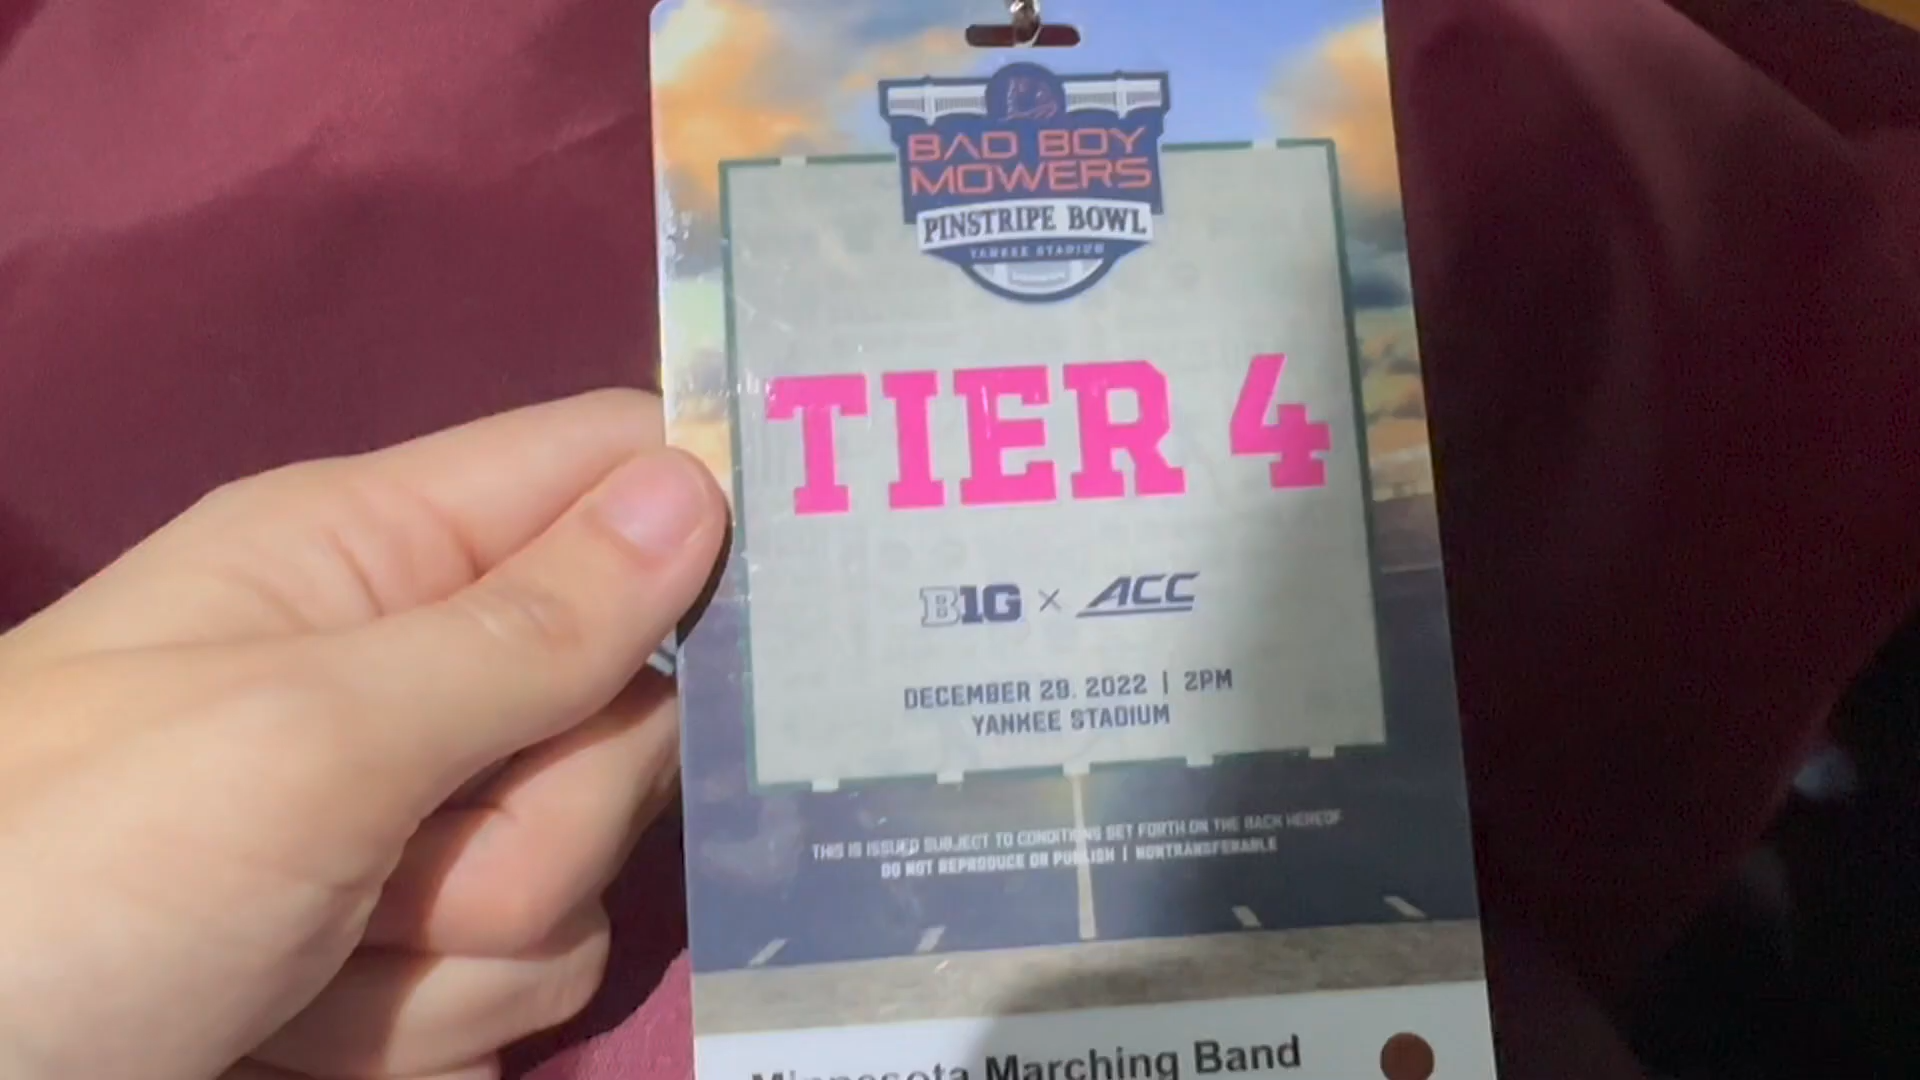 BAD BOY
MOWERS
PINSTRIPE BOWL
YANKEE STADIUM
TIER 4
B1G × ACC
DECEMBER 29, 2022 | 2PM
YANKEE STADIUM
THIS IS ISSUED SUBJECT TO CONDITIONS SET FORTH ON THE BACK HEREOF
DO NOT REPRODUCE OR PUBLISH | NONTRANSFERABLE
Minnesota Marching Band